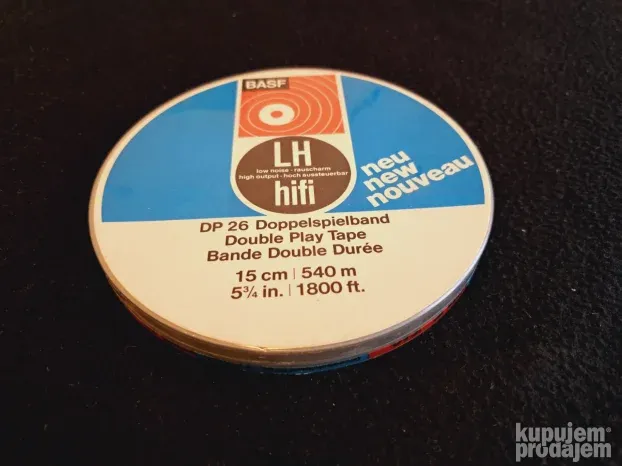 BASF
LH
low noise - rauscharm
high output - hoch aussteuerbar
hifi
neu
new
nouveau
DP 26 Doppelspielband
Double Play Tape
Bande Double Durée
15 cm | 540 m
5¾ in. | 1800 ft.
kupujem
prodajem